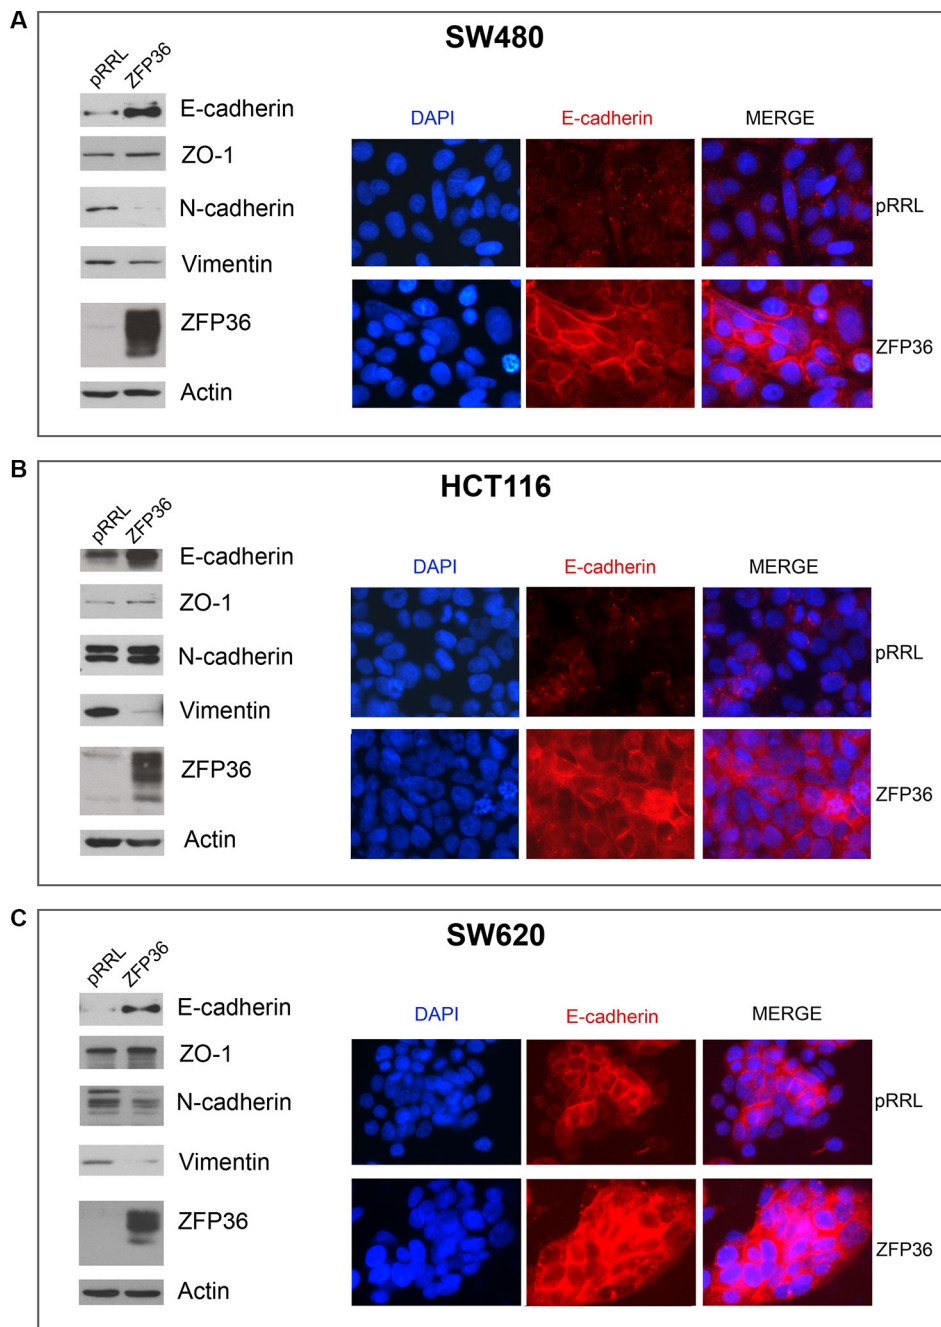 A
SW480
pRRL ZFP36
E-cadherin
ZO-1
N-cadherin
Vimentin
ZFP36
Actin
DAPI E-cadherin MERGE
pRRL
ZFP36
B
HCT116
pRRL ZFP36
E-cadherin
ZO-1
N-cadherin
Vimentin
ZFP36
Actin
DAPI E-cadherin MERGE
pRRL
ZFP36
C
SW620
pRRL ZFP36
E-cadherin
ZO-1
N-cadherin
Vimentin
ZFP36
Actin
DAPI E-cadherin MERGE
pRRL
ZFP36